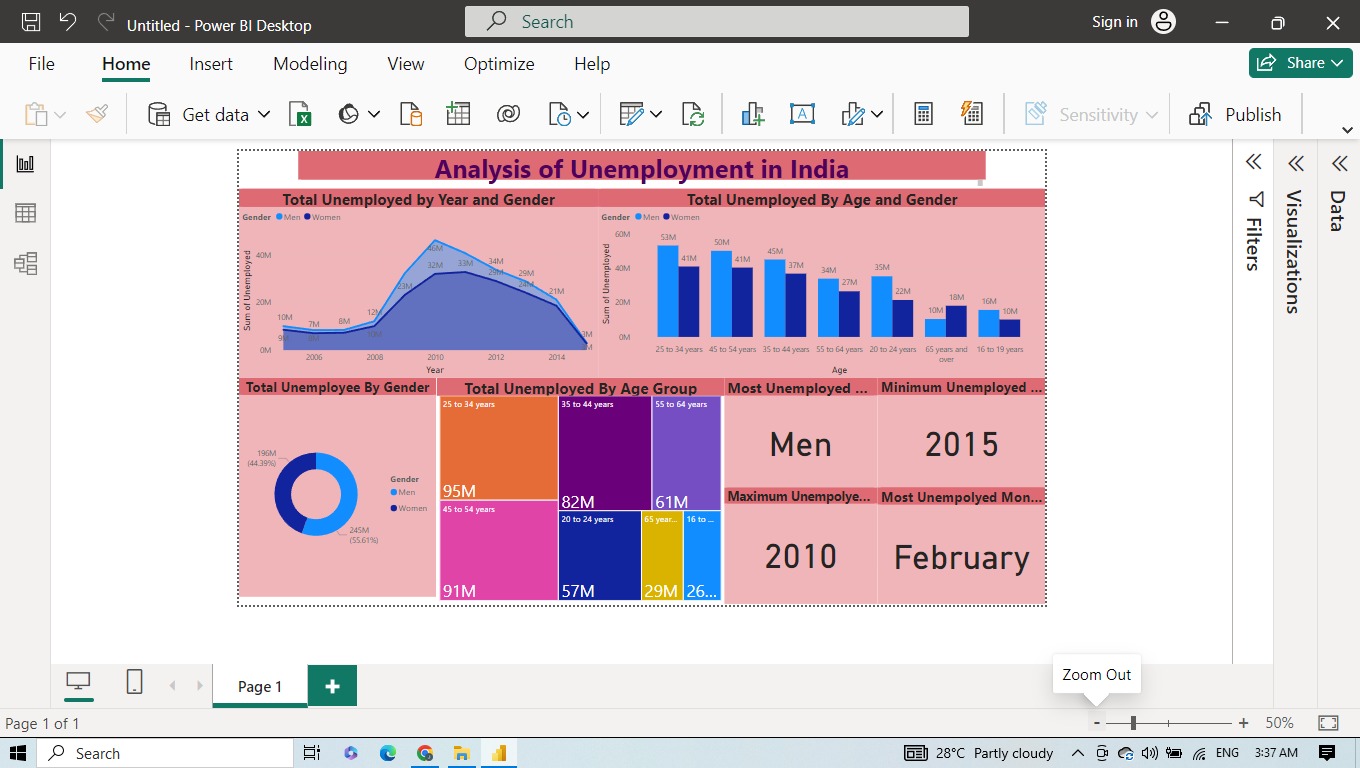 Untitled - Power BI Desktop
Search
Sign in
File Home Insert Modeling View Optimize Help
Share
Get data
Sensitivity
Publish
Analysis of Unemployment in India
Total Unemployed by Year and Gender
Gender Men Women
Sum of Unemployed
40M
20M
0M
10M 7M 8M 12M 46M 34M 29M 21M 3M
23M 32M 33M 29M 24M
2006 2008 2010 2012 2014
Year
Total Unemployed By Age and Gender
Gender Men Women
Sum of Unemployed
60M
40M
20M
0M
53M 41M 50M 41M 45M 37M 34M 27M 35M 22M 10M 18M 16M 10M
25 to 34 years 45 to 54 years 35 to 44 years 55 to 64 years 20 to 24 years 65 years and over 16 to 19 years
Age
Total Unemployee By Gender
196M
(44.39%)
245M
(55.61%)
Gender
Men
Women
Total Unemployed By Age Group
25 to 34 years
95M
45 to 54 years
91M
35 to 44 years
82M
55 to 64 years
61M
20 to 24 years
57M
65 year...
29M
16 to ...
26...
Most Unemployed ...
Men
Minimum Unemployed ...
2015
Maximum Unempolye...
2010
Most Unempolyed Mon...
February
Filters
Visualizations
Data
Page 1
Zoom Out
Page 1 of 1
50%
Search
28°C Partly cloudy
ENG
3:37 AM